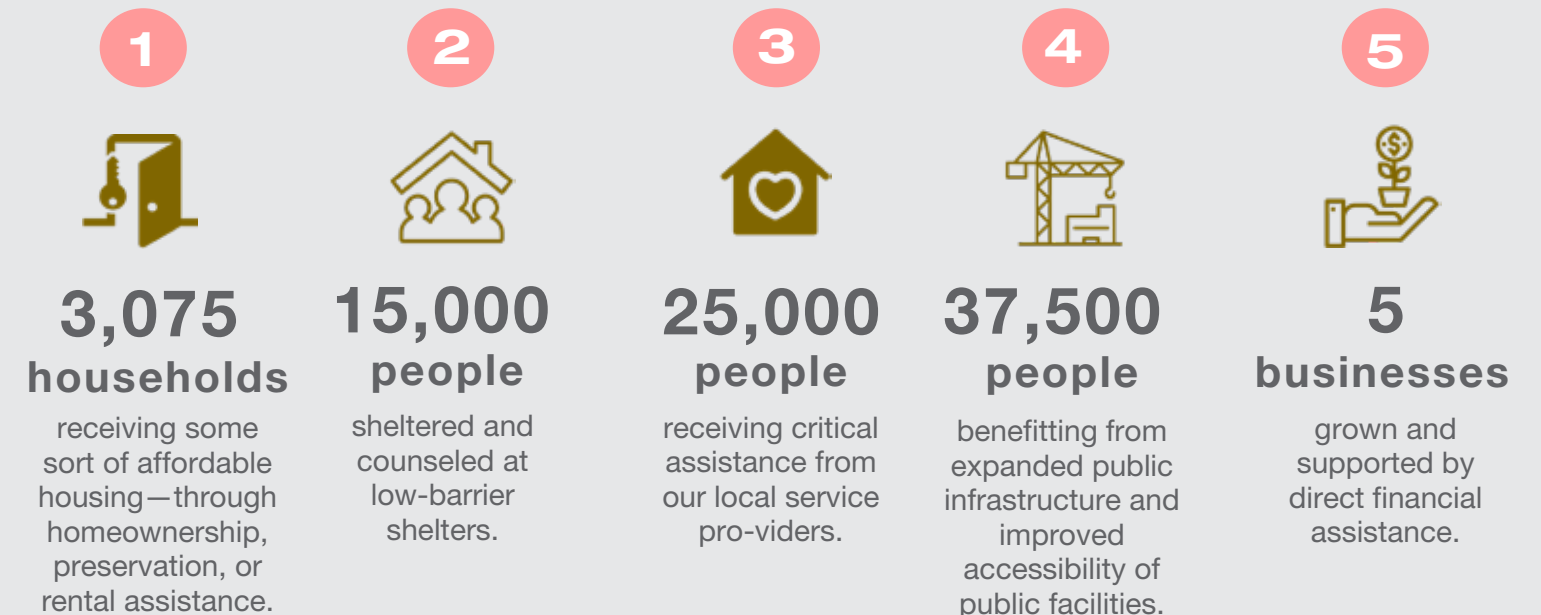 1
3,075
households
receiving some
sort of affordable
housing—through
homeownership,
preservation, or
rental assistance.
2
15,000
people
sheltered and
counseled at
low-barrier
shelters.
3
25,000
people
receiving critical
assistance from
our local service
pro-viders.
4
37,500
people
benefitting from
expanded public
infrastructure and
improved
accessibility of
public facilities.
5
$
5
businesses
grown and
supported by
direct financial
assistance.